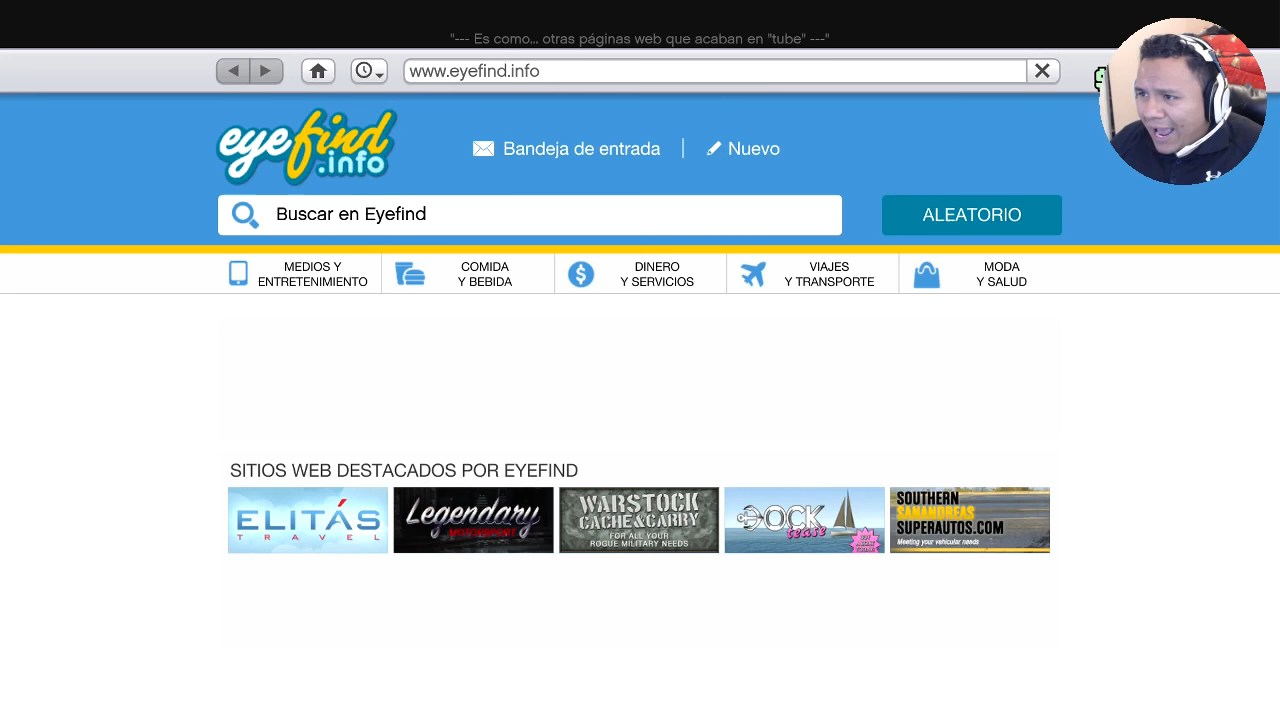 "--- Es como... otras páginas web que acaban en "tube" ---"
www.eyefind.info
eyefind
.info
Bandeja de entrada
Nuevo
Buscar en Eyefind
ALEATORIO
MEDIOS Y
ENTRETENIMIENTO
COMIDA
Y BEBIDA
DINERO
Y SERVICIOS
VIAJES
Y TRANSPORTE
MODA
Y SALUD
SITIOS WEB DESTACADOS POR EYEFIND
ELITÁS
TRAVEL
Legendary
MOTORSPORT
WARSTOCK
CACHE&CARRY
FOR ALL YOUR
ROGUE MILITARY NEEDS
DOCK
tease
SOUTHERN
SANANDREAS
SUPERAUTOS.COM
Meeting your vehicular needs